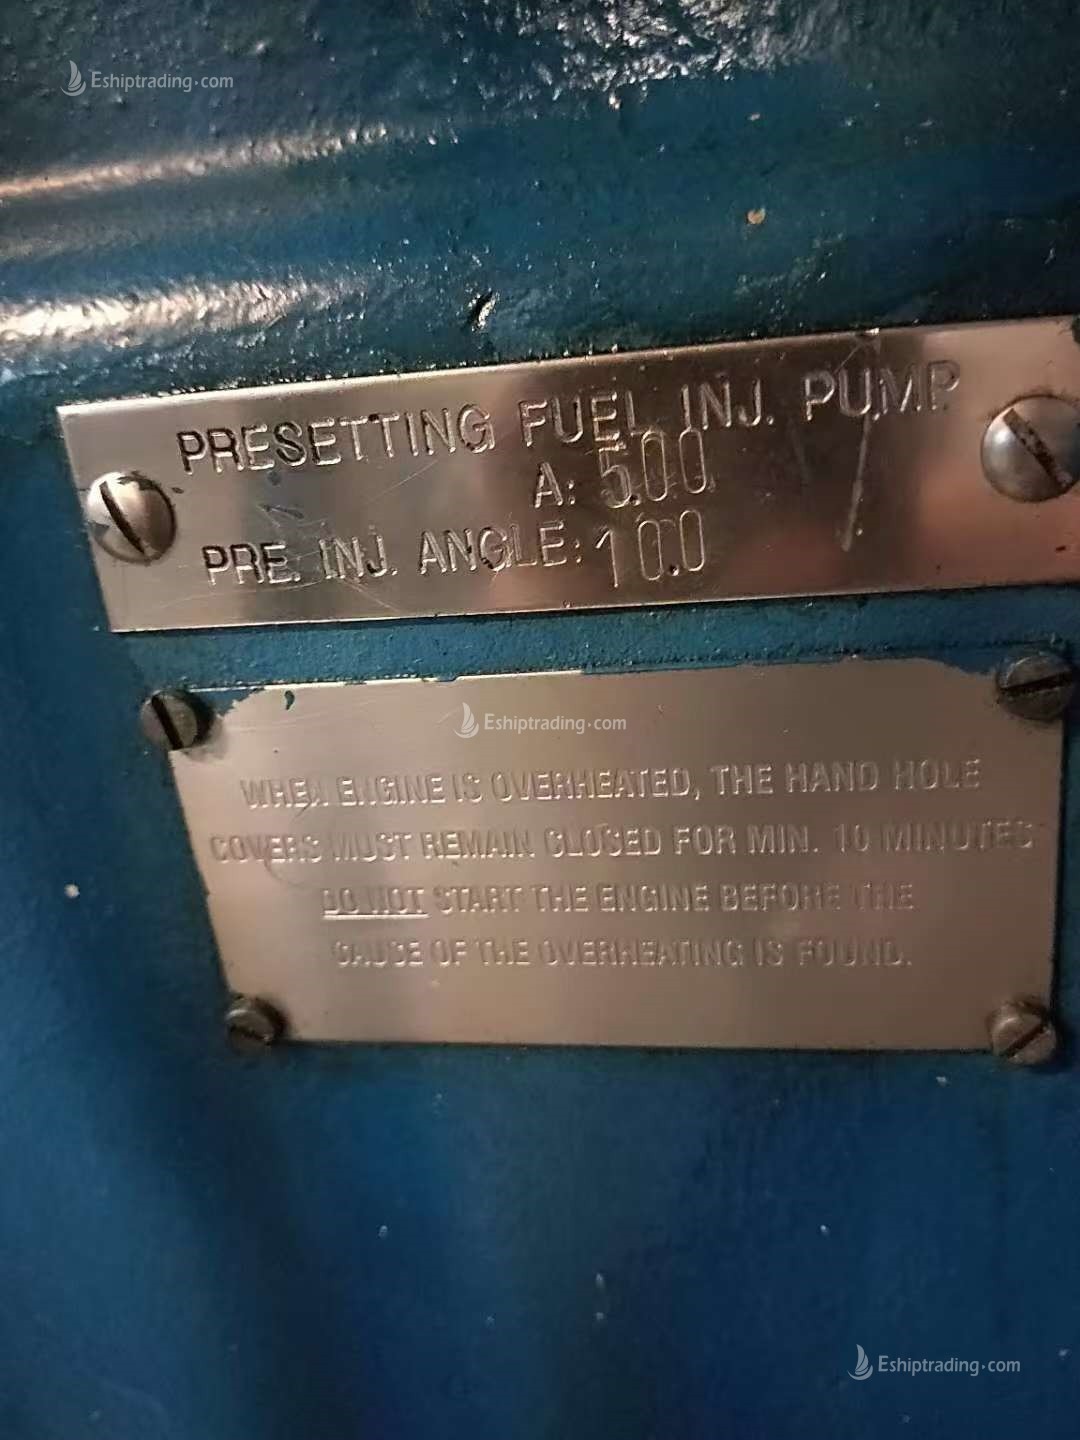 Eshiptrading.com
PRESETTING FUEL INJ. PUMP
A: 5.00
PRE. INJ. ANGLE: 10.0
Eshiptrading.com
WHEN ENGINE IS OVERHEATED, THE HAND HOLE
COVERS MUST REMAIN CLOSED FOR MIN. 10 MINUTES
DO NOT START THE ENGINE BEFORE THE
CAUSE OF THE OVERHEATING IS FOUND.
Eshiptrading.com